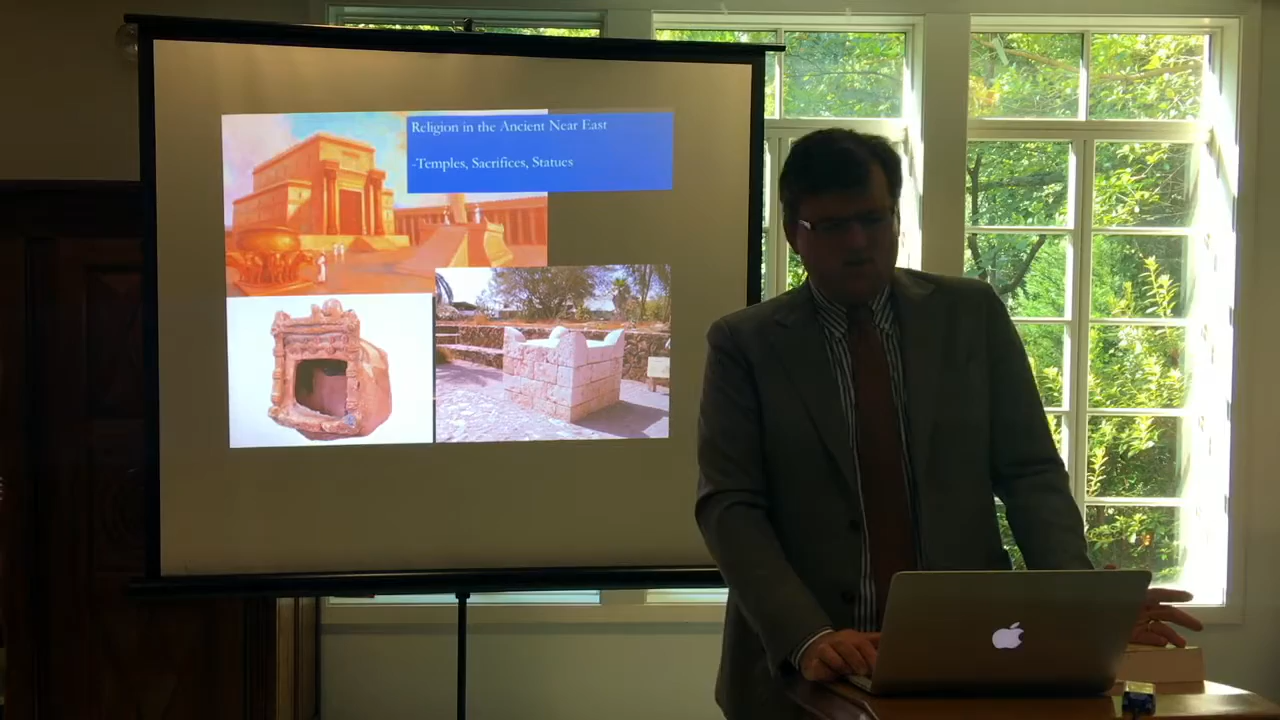 Religion in the Ancient Near East
-Temples, Sacrifices, Statues